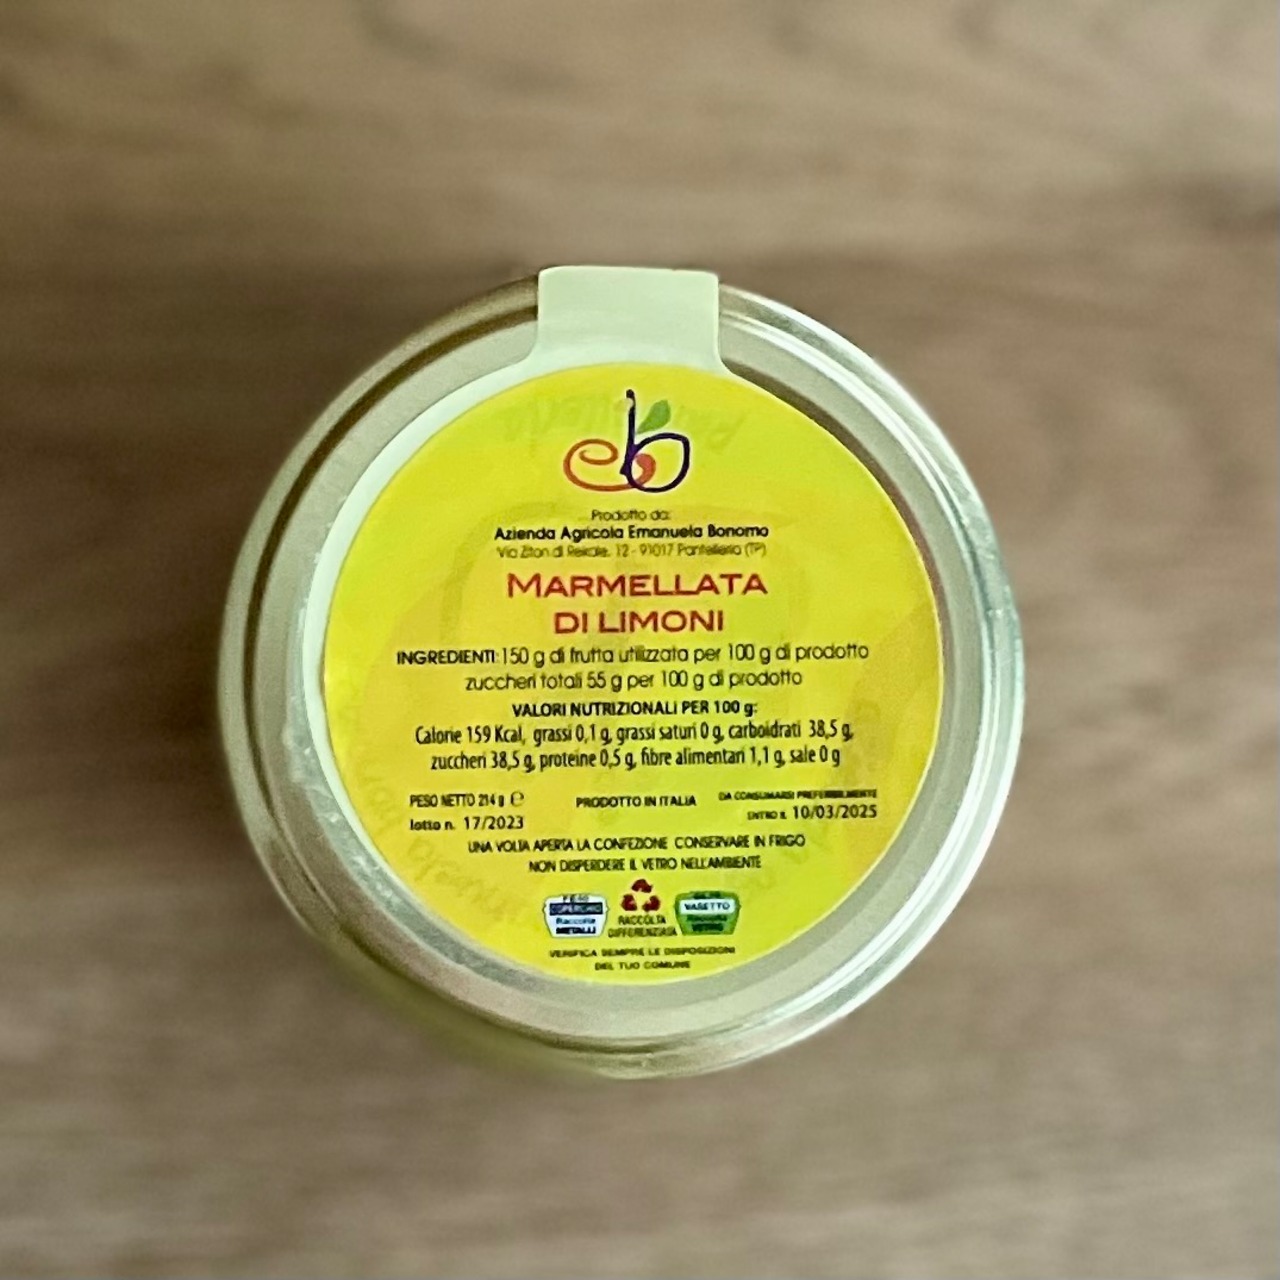 eb
Prodotto da:
Azienda Agricola Emanuela Bonomo
Via Ziton di Rekale, 12 - 91017 Pantelleria (TP)
MARMELLATA
DI LIMONI
INGREDIENTI: 150 g di frutta utilizzata per 100 g di prodotto
zuccheri totali 55 g per 100 g di prodotto
VALORI NUTRIZIONALI PER 100 g:
Calorie 159 Kcal, grassi 0,1 g, grassi saturi 0 g, carboidrati 38,5 g,
zuccheri 38,5 g, proteine 0,5 g, fibre alimentari 1,1 g, sale 0 g
PESO NETTO 214 g ℮ PRODOTTO IN ITALIA DA CONSUMARSI PREFERIBILMENTE
lotto n. 17/2023 ENTRO IL 10/03/2025
UNA VOLTA APERTA LA CONFEZIONE CONSERVARE IN FRIGO
NON DISPERDERE IL VETRO NELL'AMBIENTE
COPERCHIO
Raccolta
METALLI
RACCOLTA
DIFFERENZIATA
VASETTO
Raccolta
VETRO
VERIFICA SEMPRE LE DISPOSIZIONI
DEL TUO COMUNE